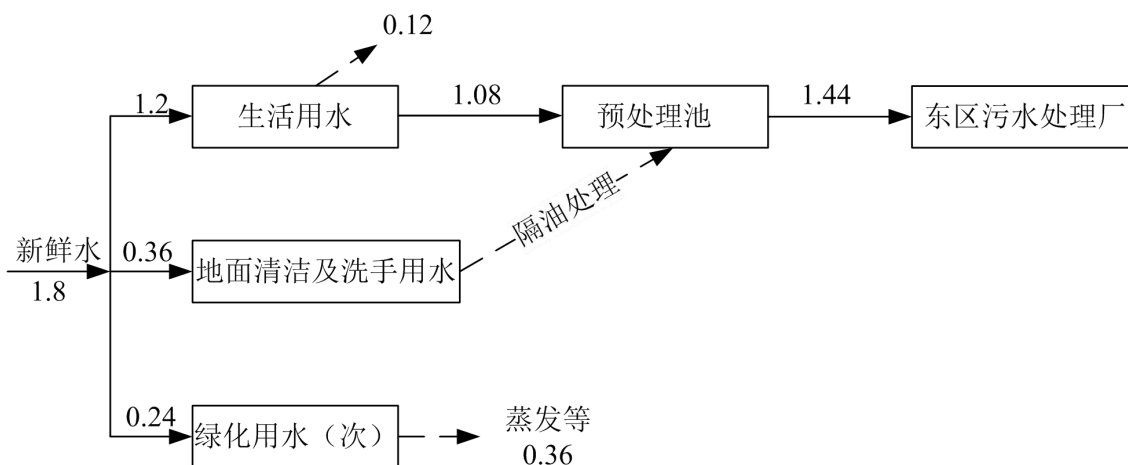 0.12
1.2
生活用水
1.08
预处理池
1.44
东区污水处理厂
隔油处理
新鲜水
1.8
0.36
地面清洁及洗手用水
0.24
绿化用水（次）
蒸发等
0.36